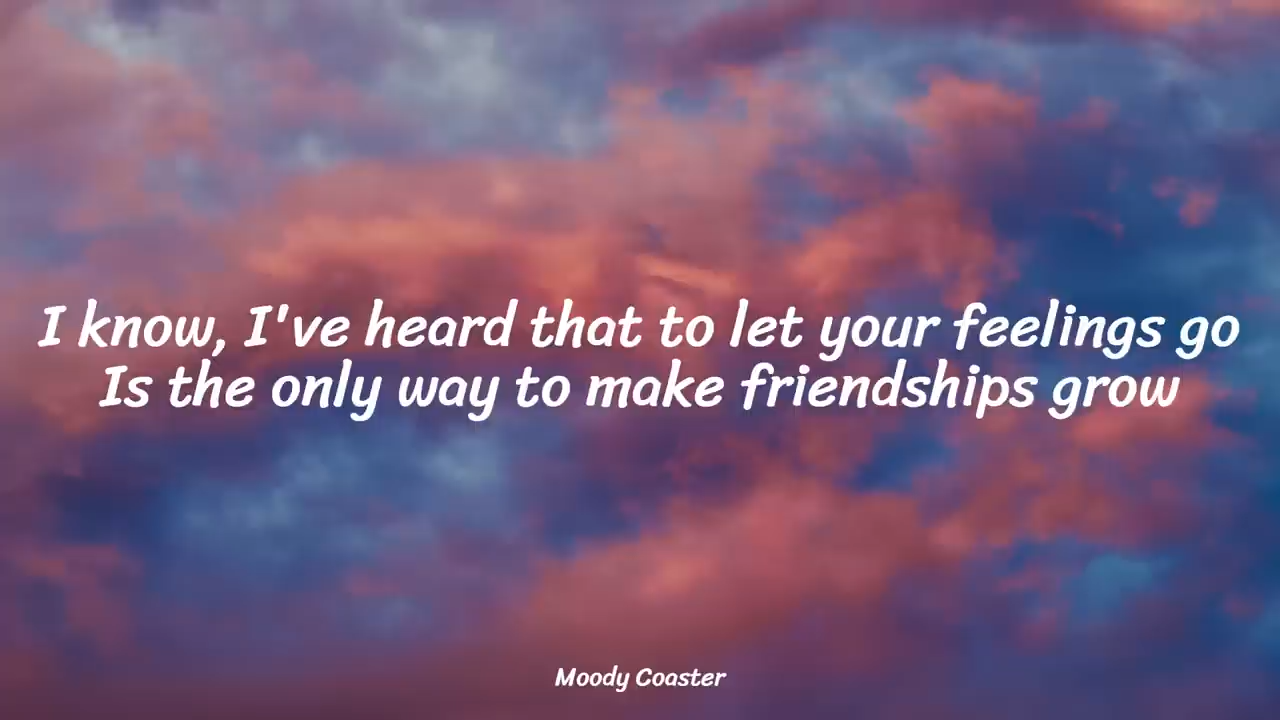 I know, I've heard that to let your feelings go
Is the only way to make friendships grow
Moody Coaster